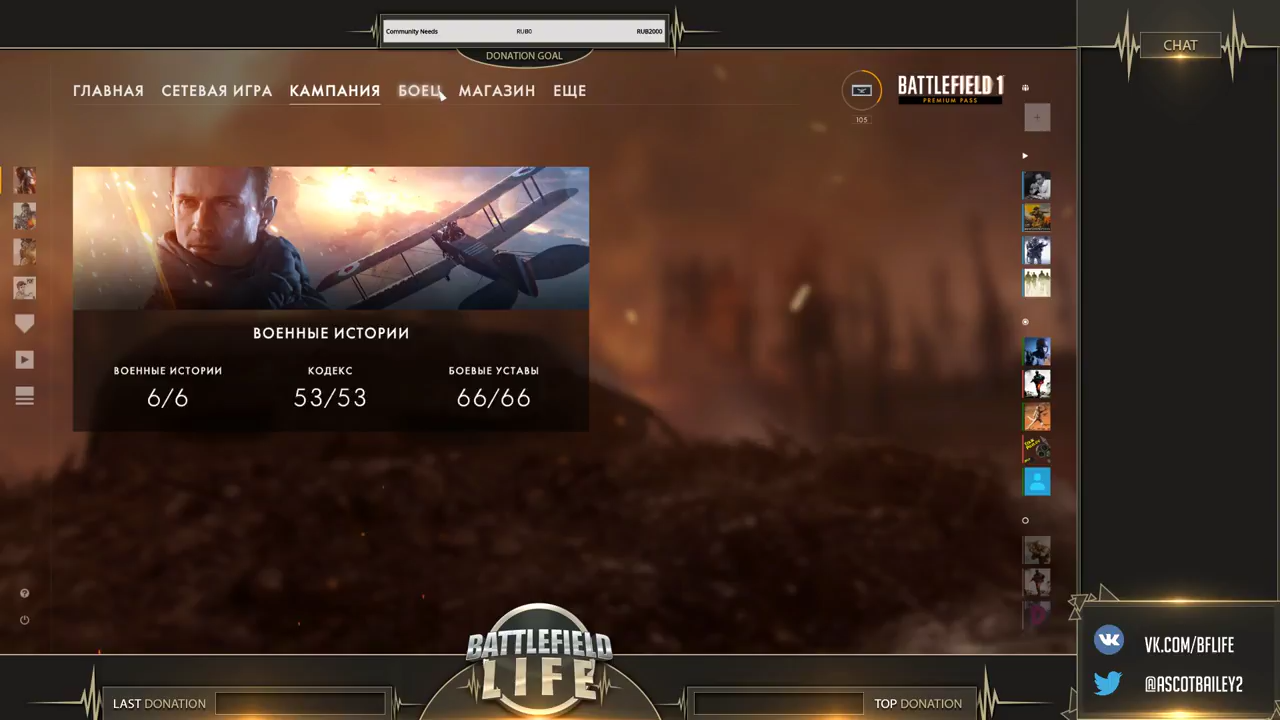 Community Needs RUB0 RUB2000
DONATION GOAL
CHAT
ГЛАВНАЯ СЕТЕВАЯ ИГРА КАМПАНИЯ БОЕЦ МАГАЗИН ЕЩЕ
105
BATTLEFIELD 1
PREMIUM PASS
ВОЕННЫЕ ИСТОРИИ
ВОЕННЫЕ ИСТОРИИ КОДЕКС БОЕВЫЕ УСТАВЫ
6/6 53/53 66/66
BATTLEFIELD
LIFE
LAST DONATION
TOP DONATION
VK.COM/BFLIFE
@ASCOTBAILEY2